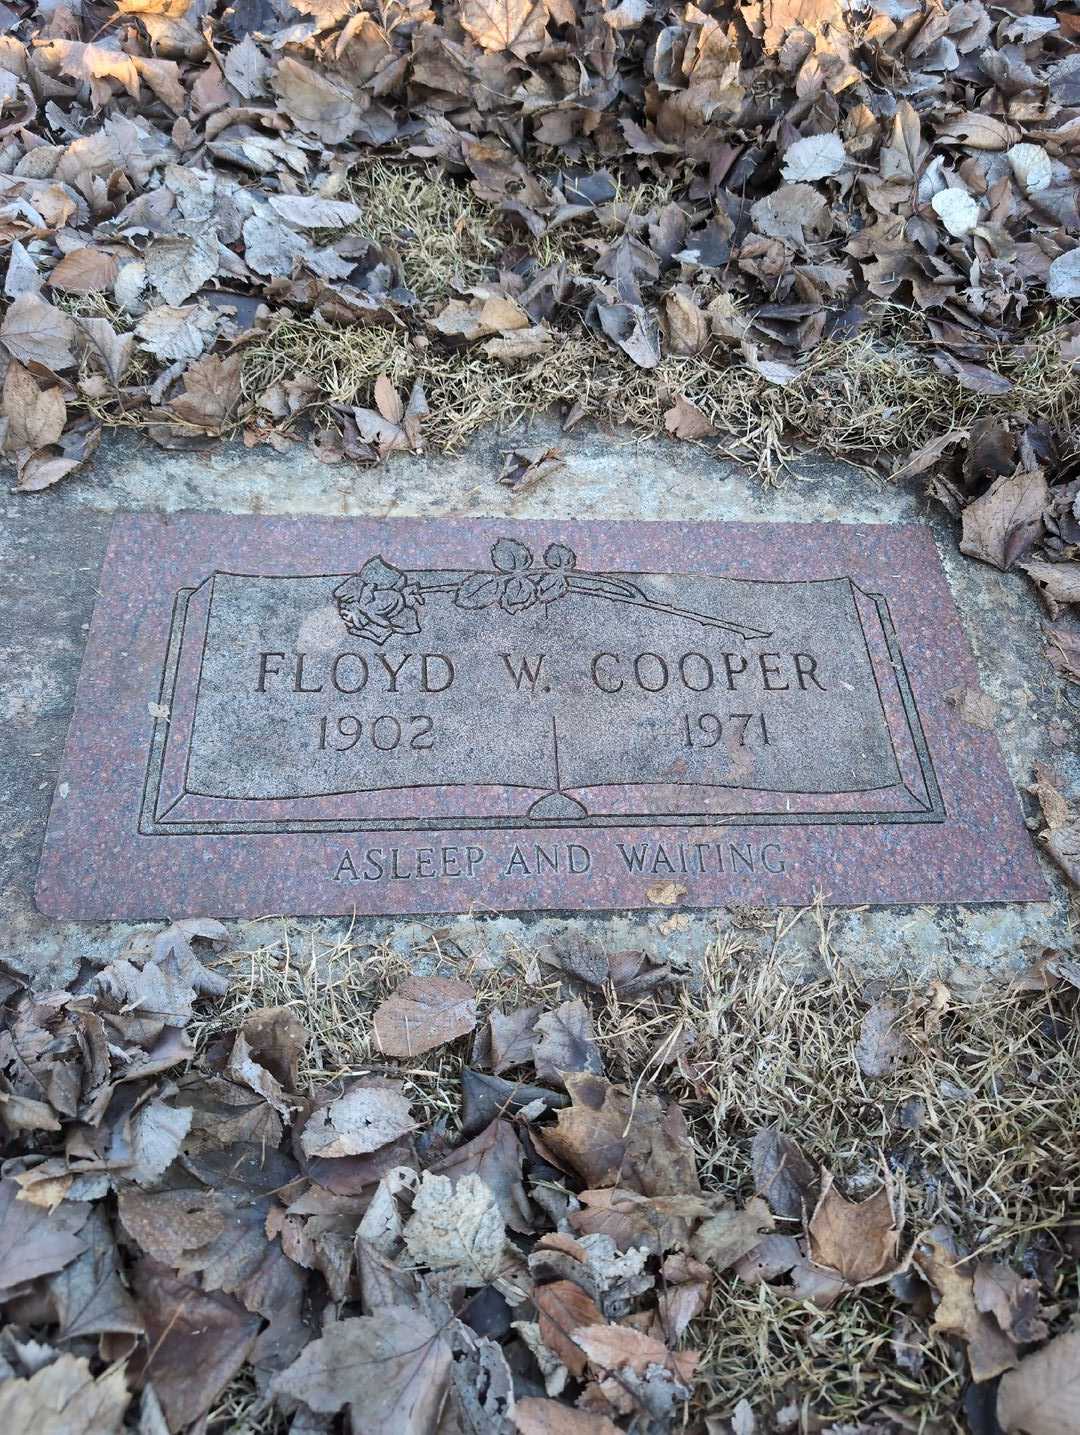 FLOYD W. COOPER
1902 1971
ASLEEP AND WAITING